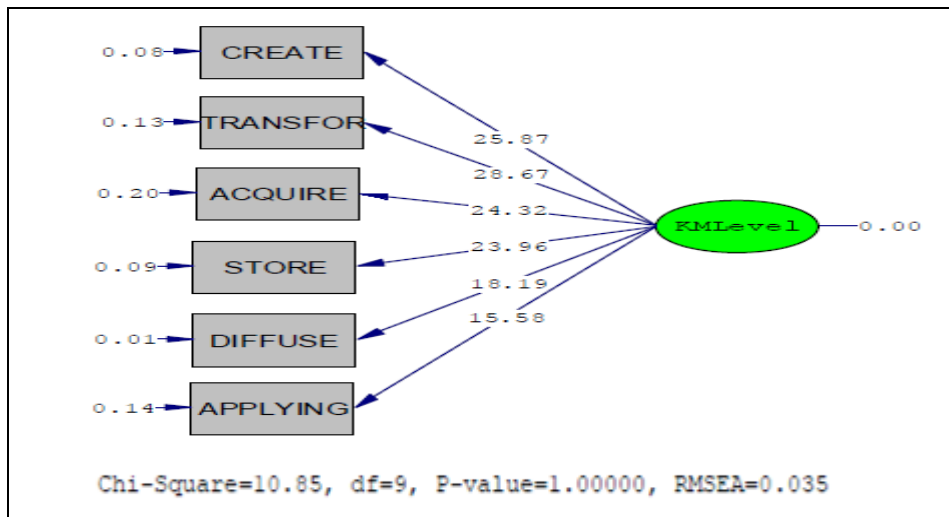 0.08 CREATE
0.13 TRANSFOR
0.20 ACQUIRE
0.09 STORE
0.01 DIFFUSE
0.14 APPLYING
25.87
28.67
24.32
23.96
18.19
15.58
KMLevel 0.00
Chi-Square=10.85, df=9, P-value=1.00000, RMSEA=0.035